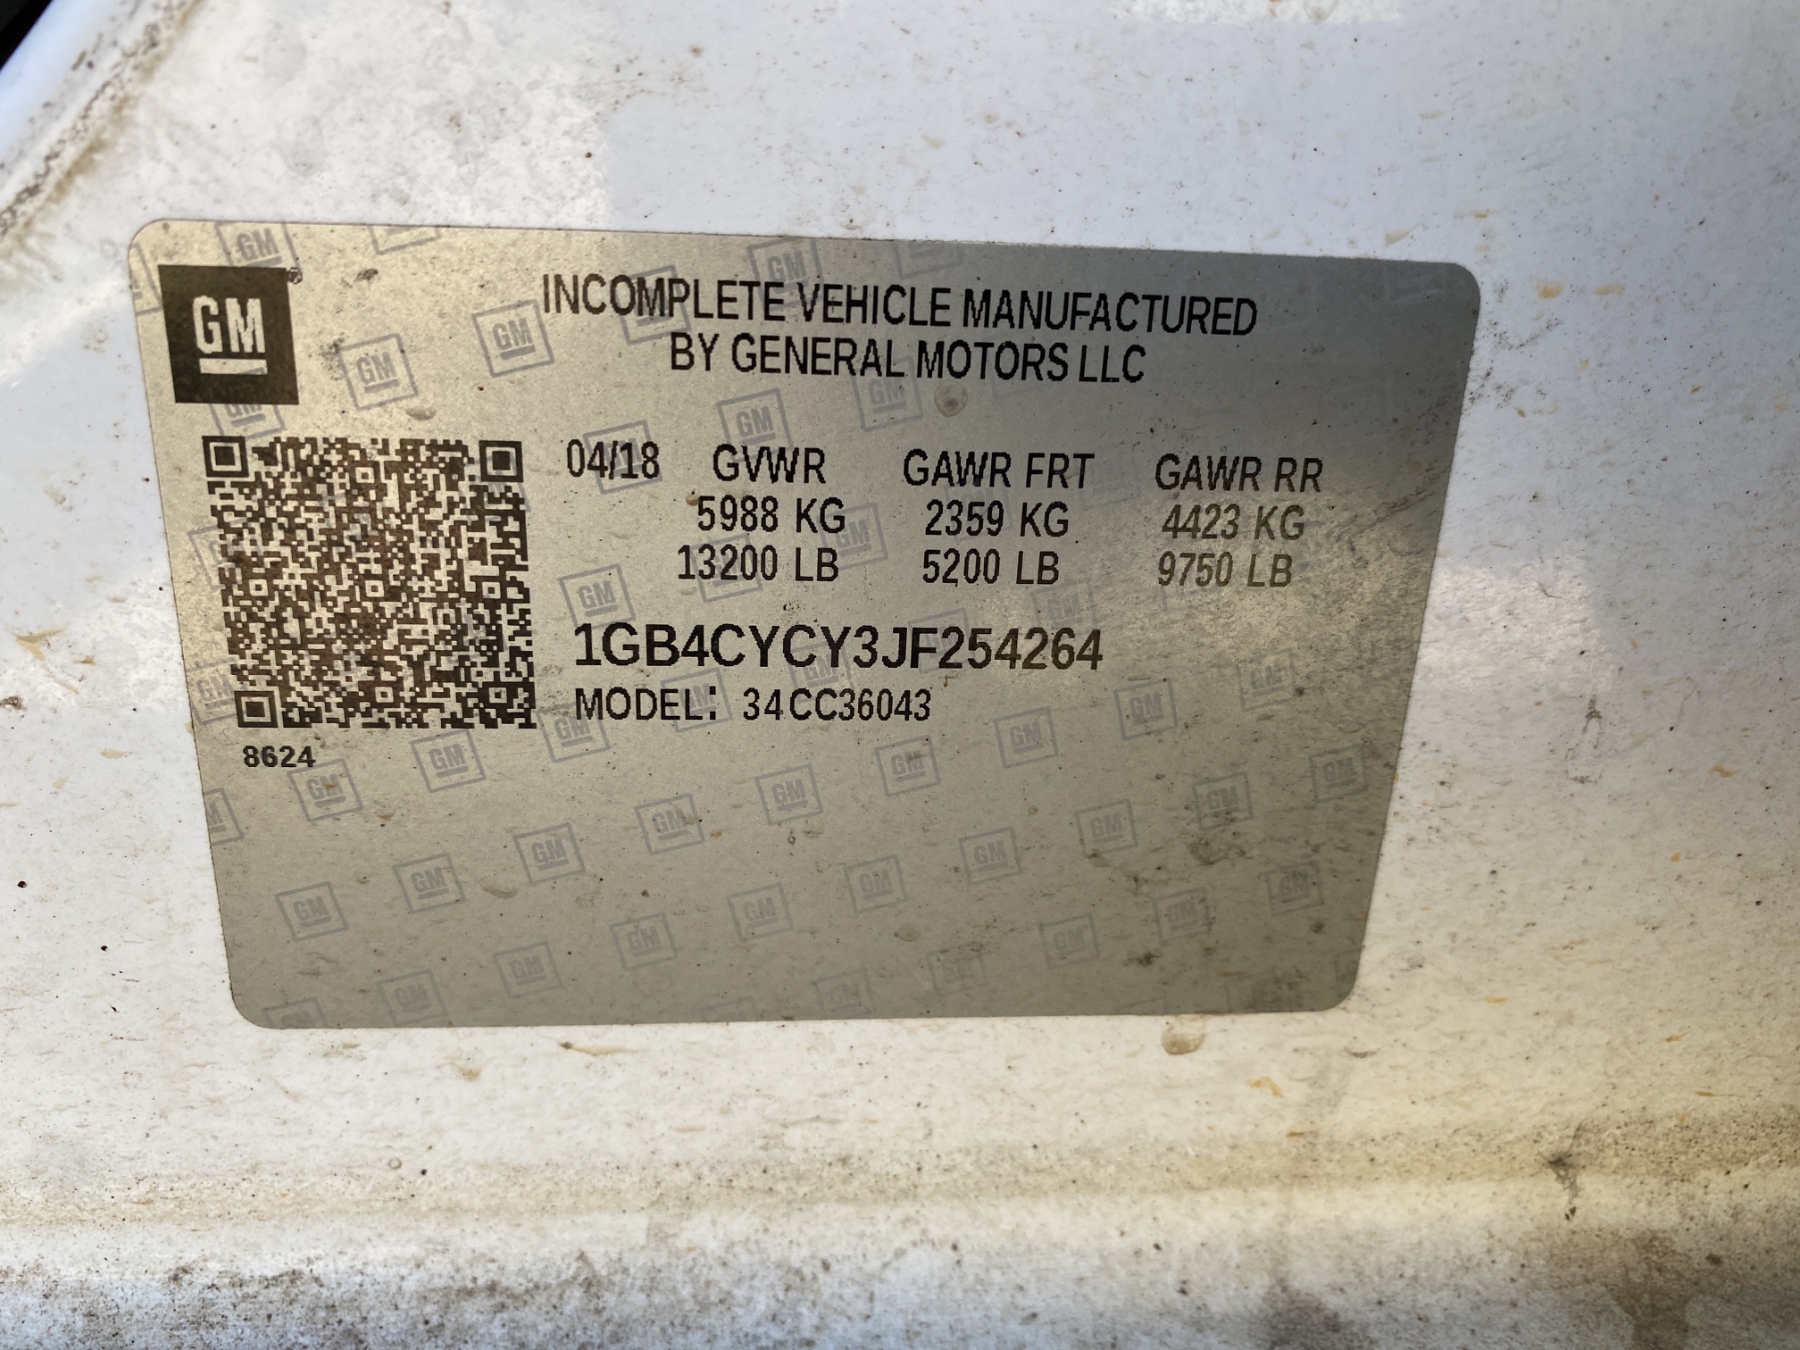 GM
INCOMPLETE VEHICLE MANUFACTURED
BY GENERAL MOTORS LLC
04/18 GVWR GAWR FRT GAWR RR
5988 KG 2359 KG 4423 KG
13200 LB 5200 LB 9750 LB
1GB4CYCY3JF254264
MODEL: 34CC36043
8624